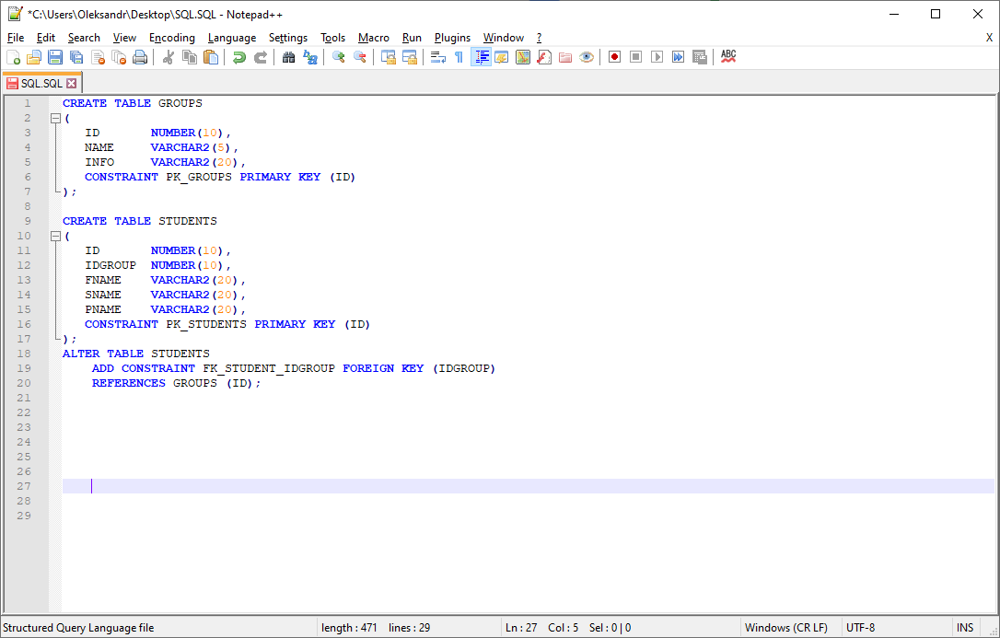 *C:\Users\Oleksandr\Desktop\SQL.SQL - Notepad++
File Edit Search View Encoding Language Settings Tools Macro Run Plugins Window ? X
ABC
SQL.SQL
1 CREATE TABLE GROUPS
2 (
3 ID NUMBER(10),
4 NAME VARCHAR2(5),
5 INFO VARCHAR2(20),
6 CONSTRAINT PK_GROUPS PRIMARY KEY (ID)
7 );
8
9 CREATE TABLE STUDENTS
10 (
11 ID NUMBER(10),
12 IDGROUP NUMBER(10),
13 FNAME VARCHAR2(20),
14 SNAME VARCHAR2(20),
15 PNAME VARCHAR2(20),
16 CONSTRAINT PK_STUDENTS PRIMARY KEY (ID)
17 );
18 ALTER TABLE STUDENTS
19 ADD CONSTRAINT FK_STUDENT_IDGROUP FOREIGN KEY (IDGROUP)
20 REFERENCES GROUPS (ID);
21
22
23
24
25
26
27
28
29
Structured Query Language file length : 471 lines : 29 Ln : 27 Col : 5 Sel : 0 | 0 Windows (CR LF) UTF-8 INS